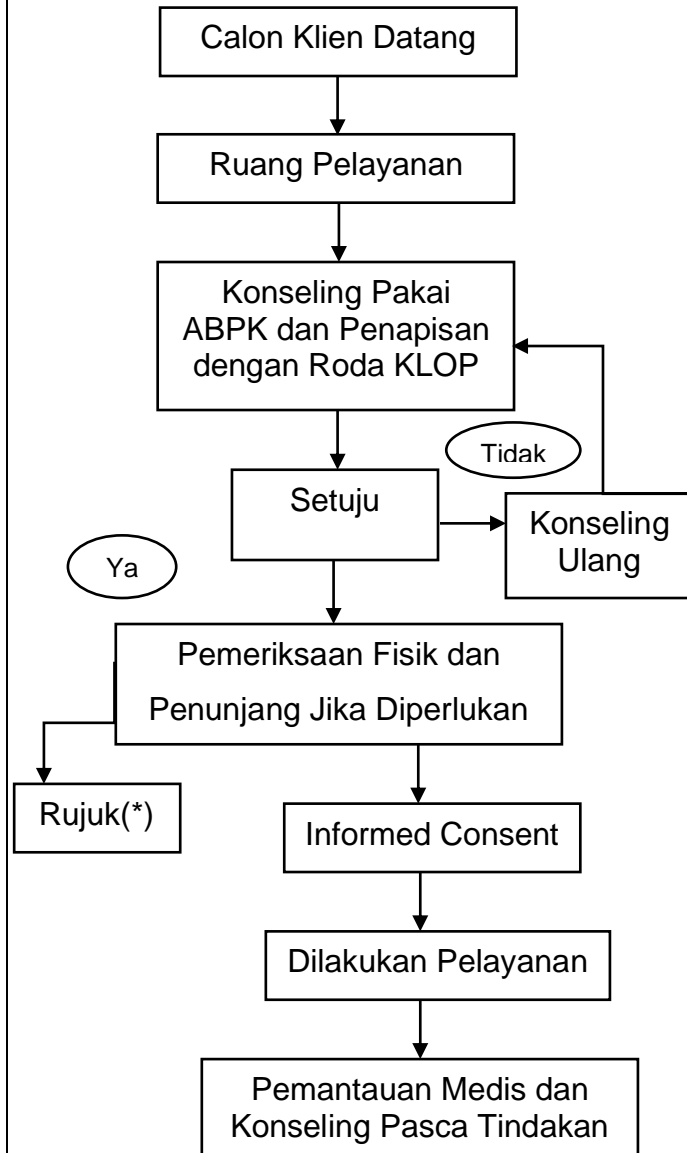 Calon Klien Datang
Ruang Pelayanan
Konseling Pakai
ABPK dan Penapisan
dengan Roda KLOP
Tidak
Setuju
Konseling
Ulang
Ya
Pemeriksaan Fisik dan
Penunjang Jika Diperlukan
Rujuk(*)
Informed Consent
Dilakukan Pelayanan
Pemantauan Medis dan
Konseling Pasca Tindakan